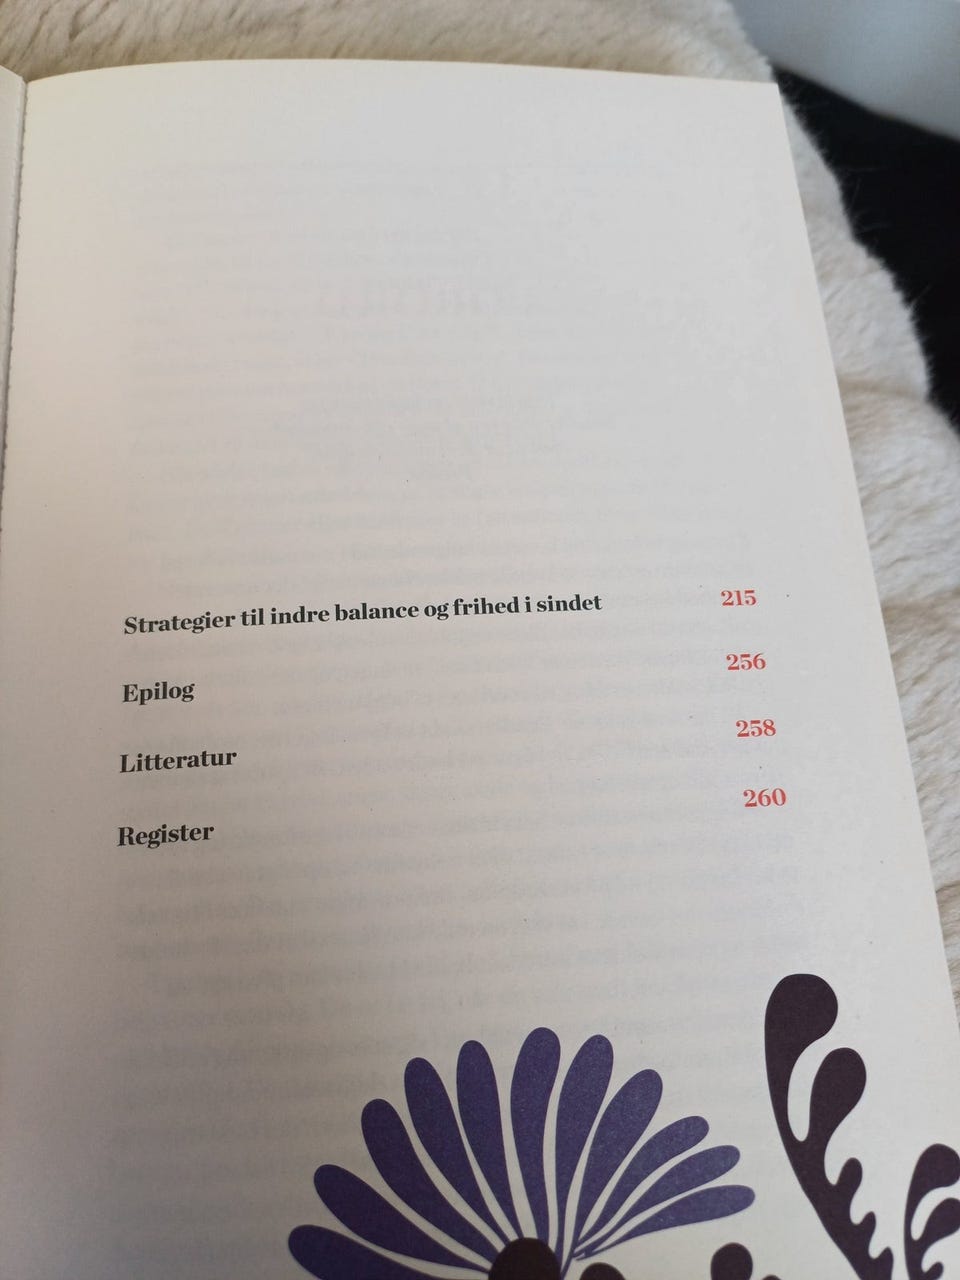 Strategier til indre balance og frihed i sindet 215
Epilog 256
Litteratur 258
Register 260